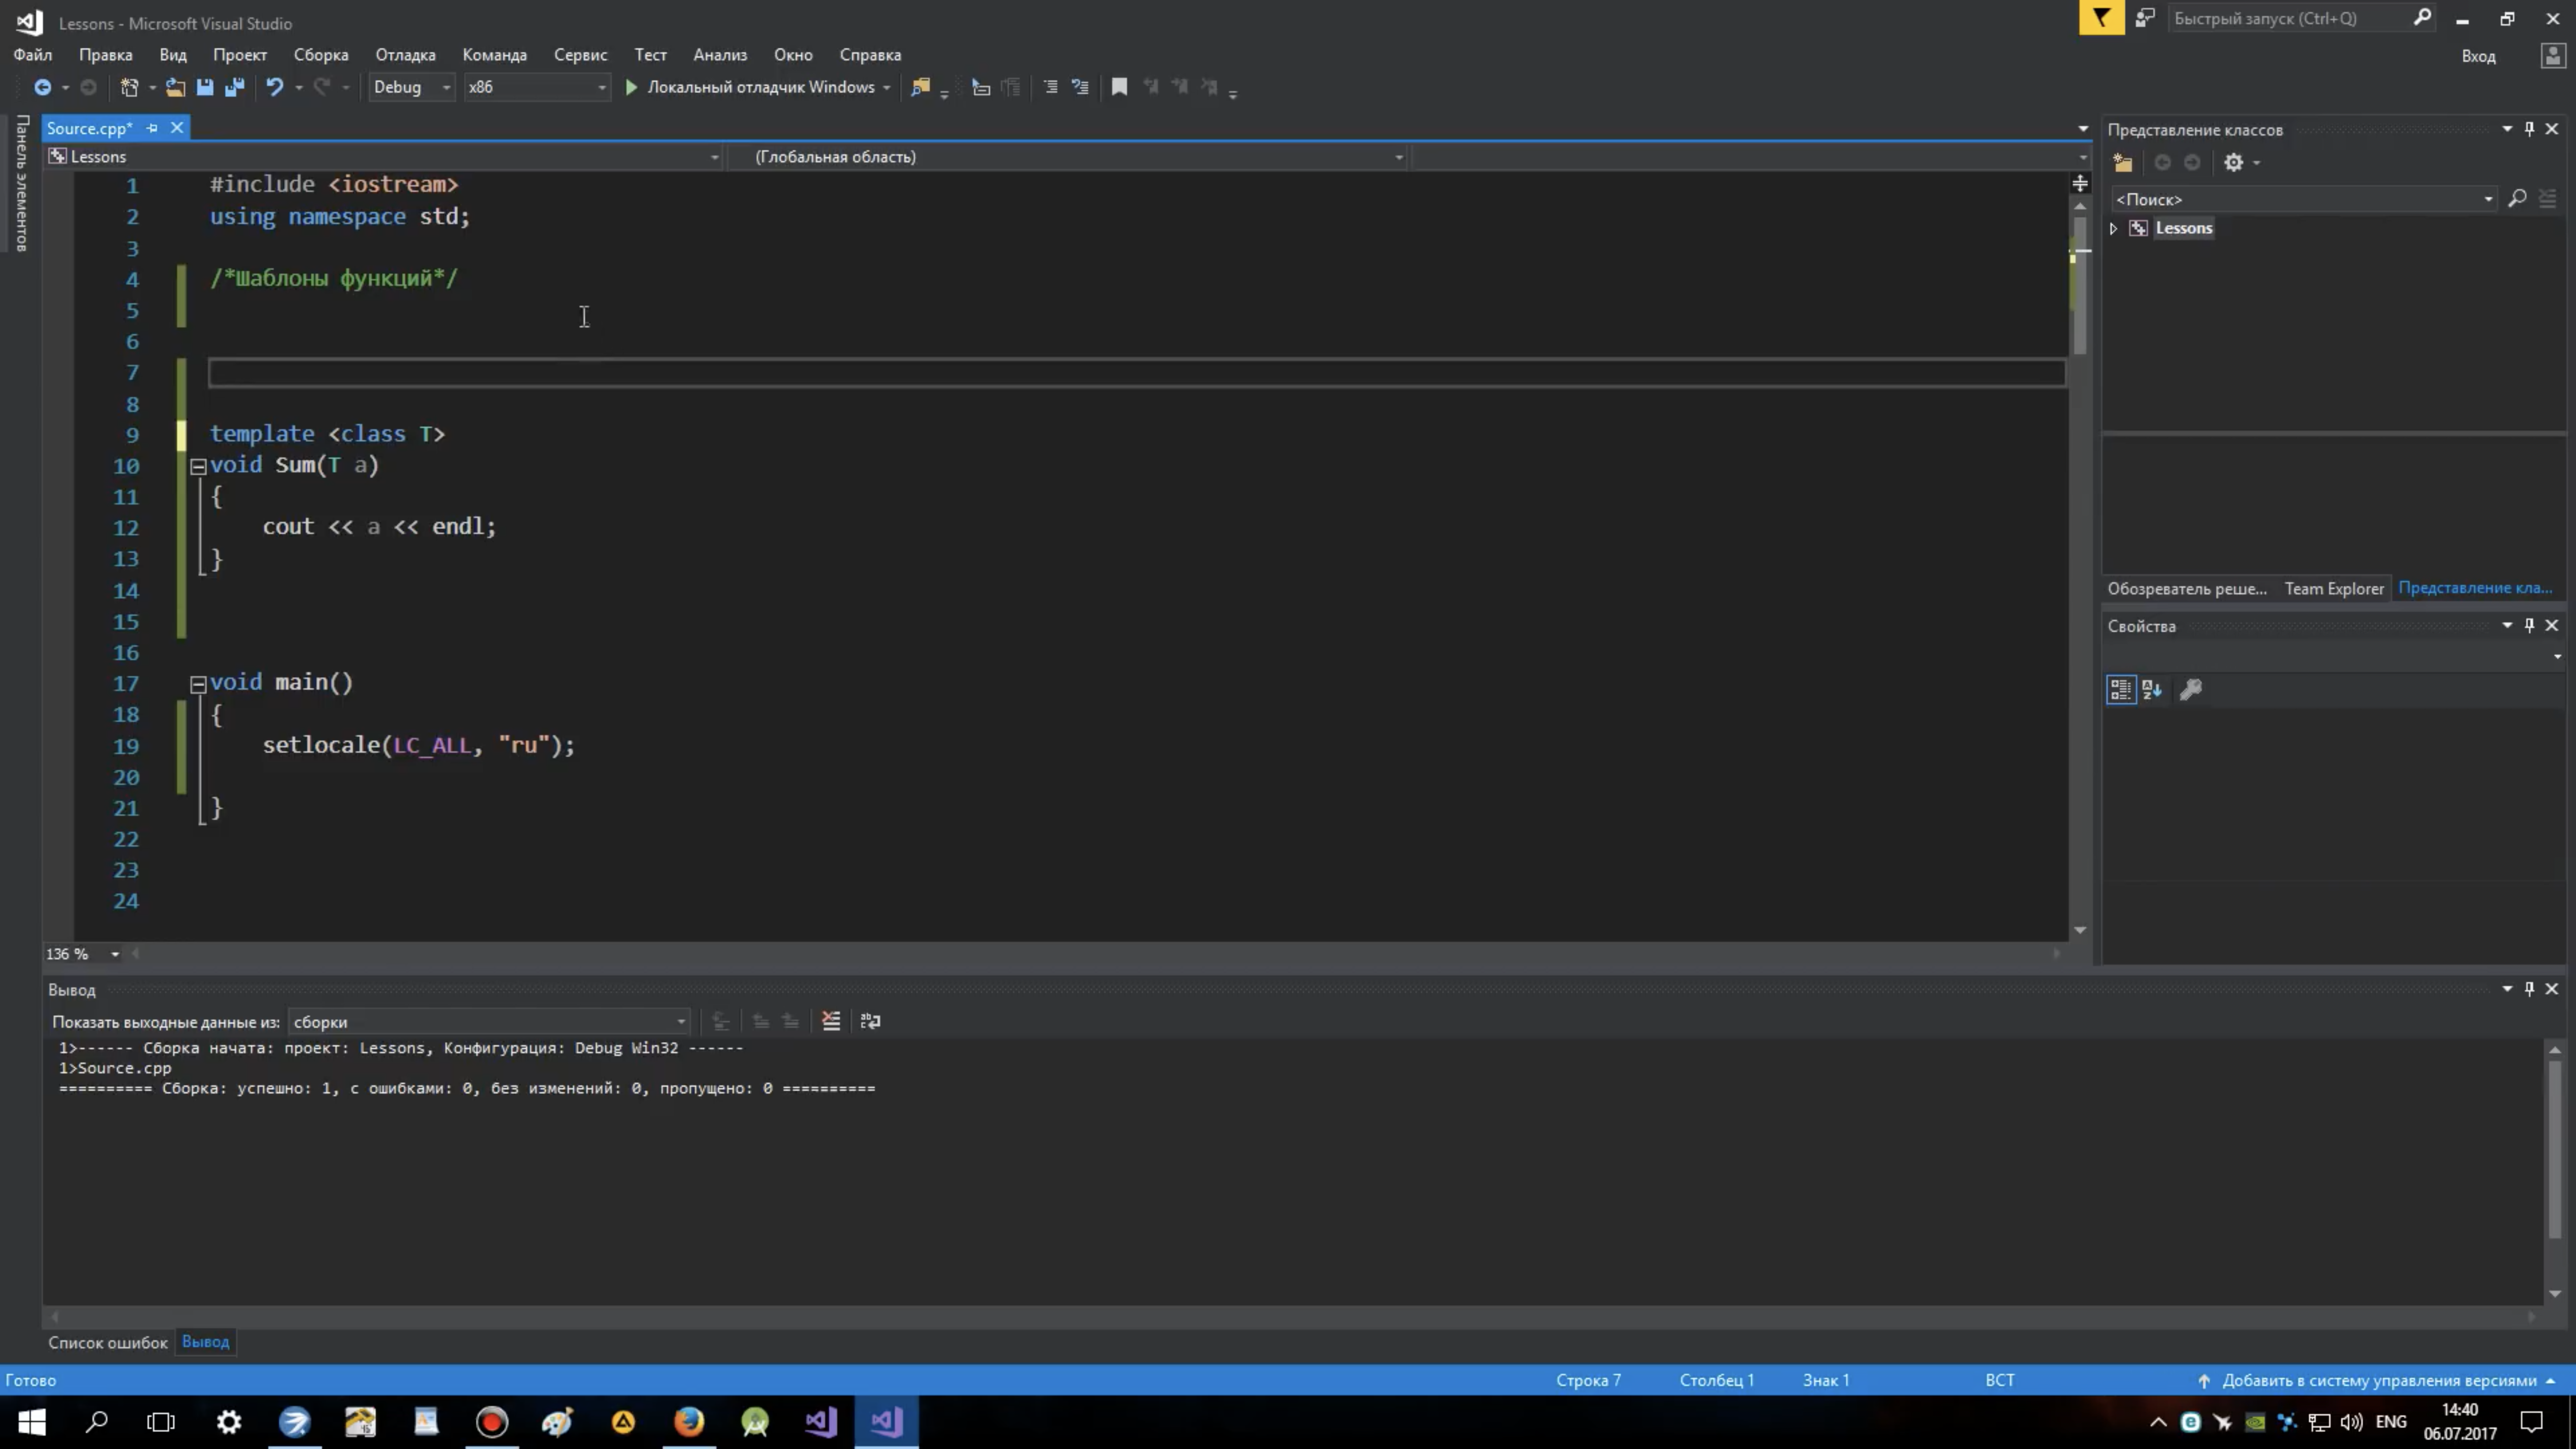 Lessons - Microsoft Visual Studio
Быстрый запуск (Ctrl+Q)
Файл Правка Вид Проект Сборка Отладка Команда Сервис Тест Анализ Окно Справка
Вход
Debug x86 Локальный отладчик Windows
Панель элементов
Source.cpp*
Lessons (Глобальная область)
1 #include <iostream>
2 using namespace std;
3
4 /*Шаблоны функций*/
5
6
7
8
9 template <class T>
10 void Sum(T a)
11 {
12 cout << a << endl;
13 }
14
15
16
17 void main()
18 {
19 setlocale(LC_ALL, "ru");
20
21 }
22
23
24
136 %
Представление классов
<Поиск>
Lessons
Обозреватель реше... Team Explorer Представление кла...
Свойства
Вывод
Показать выходные данные из: сборки
1>------ Сборка начата: проект: Lessons, Конфигурация: Debug Win32 ------
1>Source.cpp
========== Сборка: успешно: 1, с ошибками: 0, без изменений: 0, пропущено: 0 ==========
Список ошибок Вывод
Готово Строка 7 Столбец 1 Знак 1 ВСТ Добавить в систему управления версиями
ENG 14:40
06.07.2017